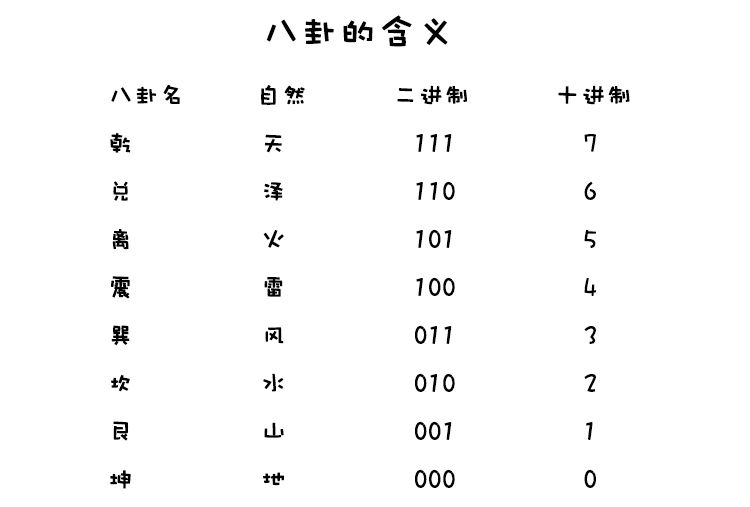 八卦的含义
八卦名 自然 二进制 十进制
乾 天 111 7
兑 泽 110 6
离 火 101 5
震 雷 100 4
巽 风 011 3
坎 水 010 2
艮 山 001 1
坤 地 000 0